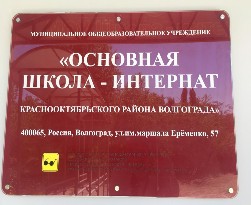 МУНИЦИПАЛЬНОЕ ОБЩЕОБРАЗОВАТЕЛЬНОЕ УЧРЕЖДЕНИЕ
«ОСНОВНАЯ
ШКОЛА - ИНТЕРНАТ
КРАСНООКТЯБРЬСКОГО РАЙОНА ВОЛГОГРАДА»
400065, Россия, Волгоград, ул.им.маршала Ерёменко, 57